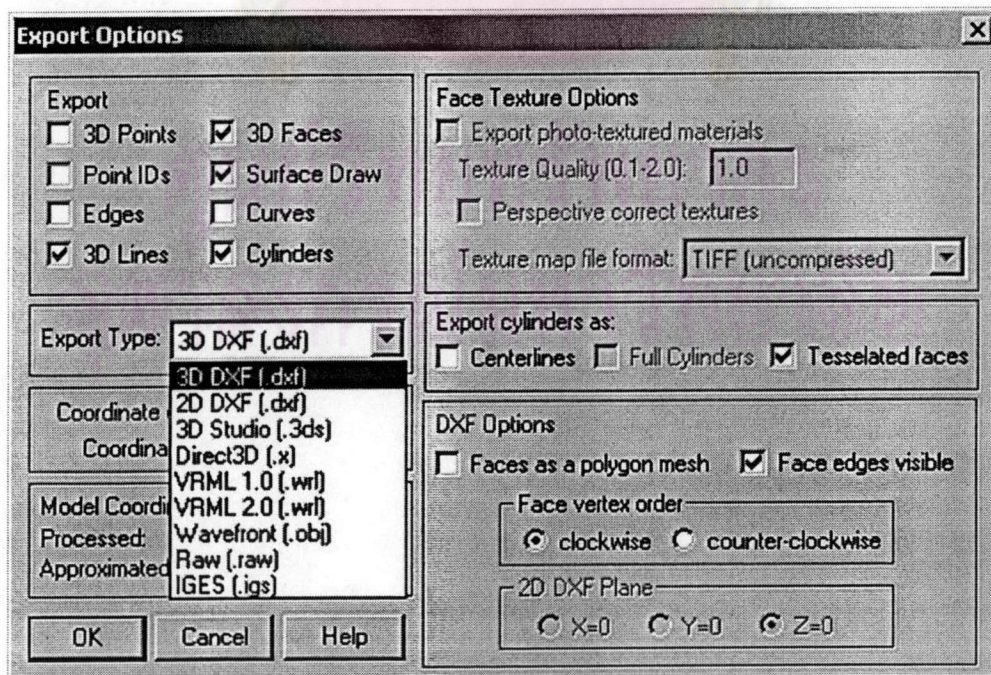 Export Options
Export
3D Points
3D Faces
Point IDs
Surface Draw
Edges
Curves
3D Lines
Cylinders
Export Type: 3D DXF (.dxf)
3D DXF (.dxf)
2D DXF (.dxf)
3D Studio (.3ds)
Direct3D (.x)
VRML 1.0 (.wrl)
VRML 2.0 (.wrl)
Wavefront (.obj)
Raw (.raw)
IGES (.igs)
Coordinate
Processed:
Approximated
OK
Cancel
Help
Face Texture Options
Export photo-textured materials
Texture Quality (0.1-2.0): 1.0
Perspective correct textures
Texture map file format: TIFF (uncompressed)
Export cylinders as:
Centerlines
Full Cylinders
Tesselated faces
DXF Options
Faces as a polygon mesh
Face edges visible
Face vertex order
clockwise
counter-clockwise
2D DXF Plane
X=0
Y=0
Z=0